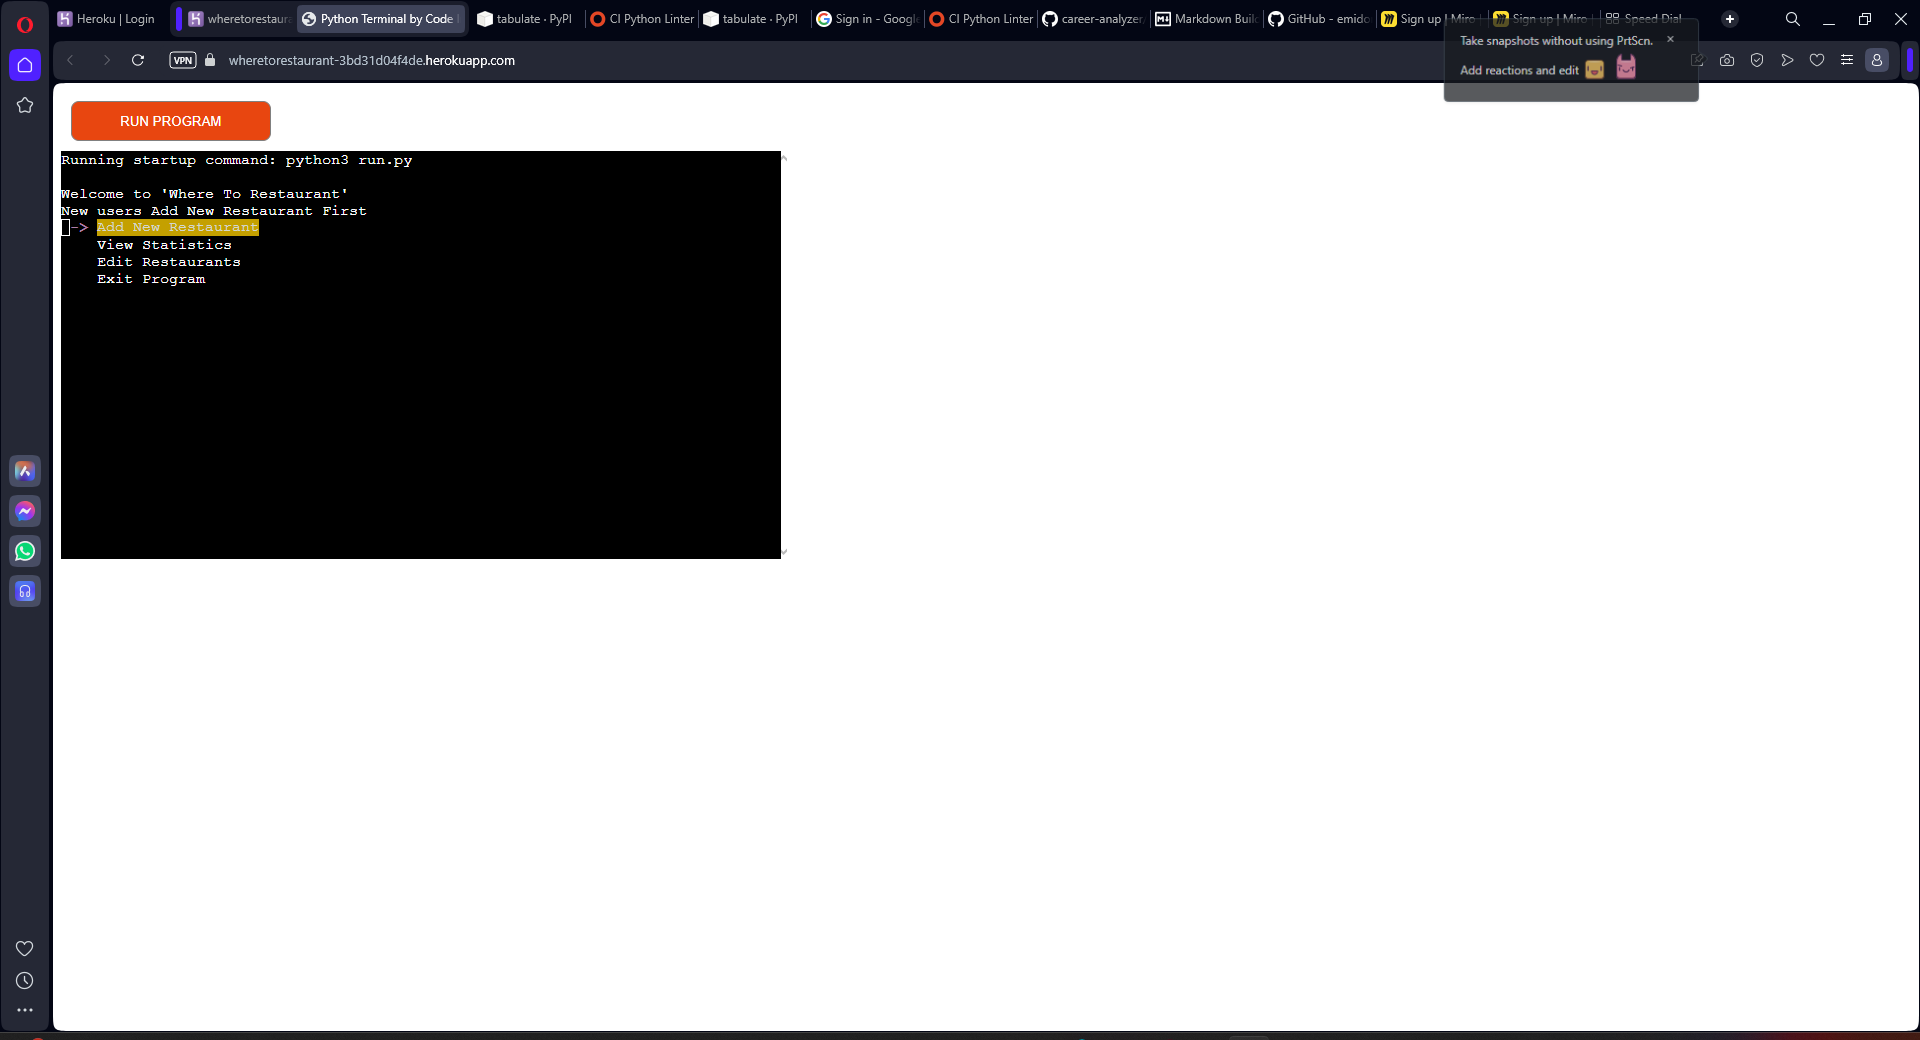 Heroku | Login
wheretorestaura
Python Terminal by Code
tabulate · PyPI
CI Python Linter
tabulate · PyPI
Sign in - Googl
CI Python Linter
career-analyzer
Markdown Buil
GitHub - emido
Sign up | Miro
Sign up | Miro
Speed Dial
VPN
wheretorestaurant-3bd31d04f4de.herokuapp.com
Take snapshots without using PrtScn.
Add reactions and edit
RUN PROGRAM
Running startup command: python3 run.py
Welcome to 'Where To Restaurant'
New users Add New Restaurant First
-> Add New Restaurant
View Statistics
Edit Restaurants
Exit Program